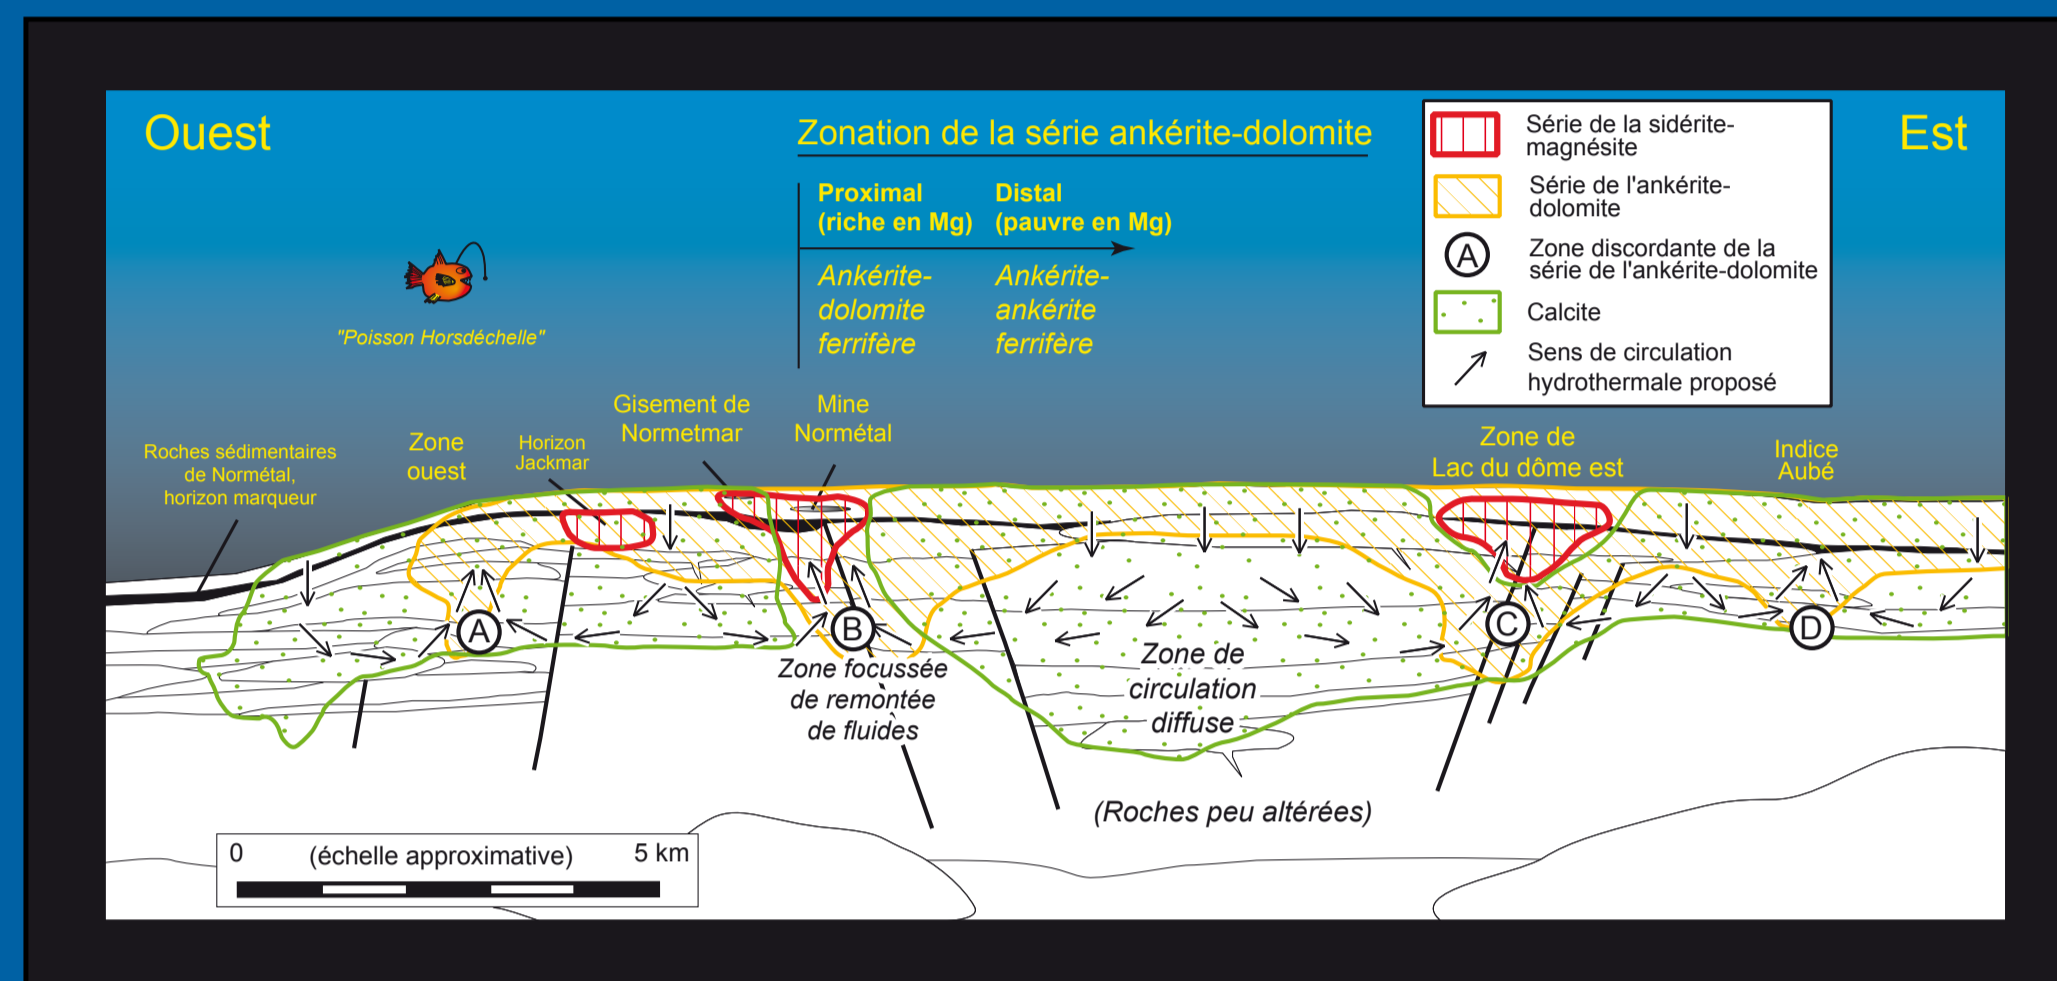 Ouest
Zonation de la série ankérite-dolomite
Est
Proximal
(riche en Mg)
Distal
(pauvre en Mg)
Ankérite-
dolomite
ferrifère
Ankérite-
ankérite
ferrifère
Série de la sidérite-
magnésite
Série de l'ankérite-
dolomite
A
Zone discordante de la
série de l'ankérite-dolomite
Calcite
Sens de circulation
hydrothermale proposé
"Poisson Horsdéchelle"
Roches sédimentaires
de Normétal,
horizon marqueur
Zone
ouest
Horizon
Jackmar
Gisement de
Normetmar
Mine
Normétal
Zone de
Lac du dôme est
Indice
Aubé
A
B
C
D
Zone focussée
de remontée
de fluides
Zone de
circulation
diffuse
(Roches peu altérées)
0 (échelle approximative) 5 km